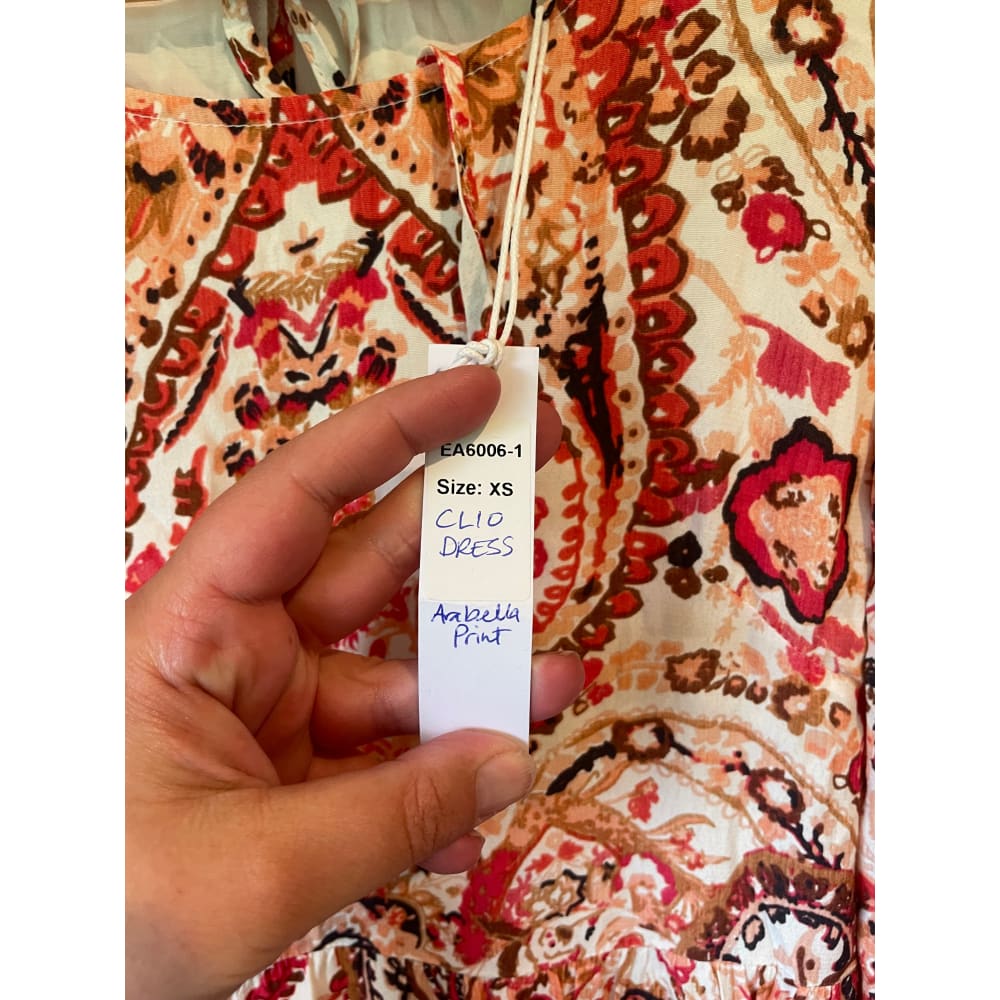 EA6006-1
Size: XS
CLIO
DRESS
Arabella
Print